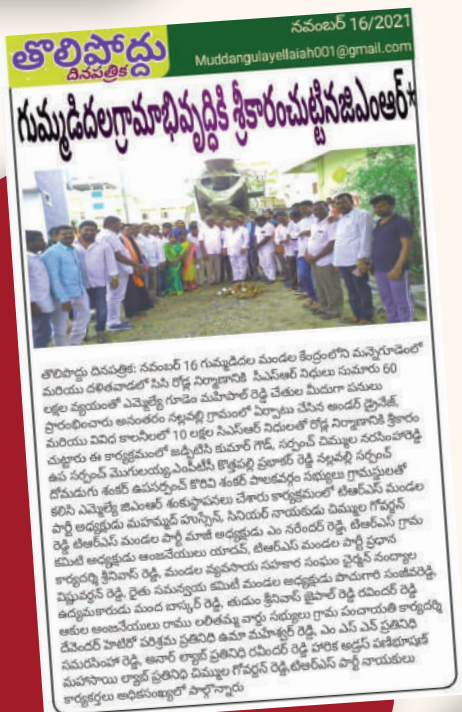 నవంబర్ 16/2021
తొలిపొద్దు
దినపత్రిక
Muddangulayellaiah001@gmail.com
గుమ్మడిదలగ్రామాభివృద్ధికి శ్రీకారంచుట్టినజిఎంఆర్*
తొలిపొద్దు దినపత్రిక: నవంబర్ 16 గుమ్మడిదల మండల కేంద్రంలోని మన్నెగూడెంలో
మరియు దళితవాడలో సిసి రోడ్ల నిర్మాణానికి సిఎస్ఆర్ నిధులు సుమారు 60
లక్షల వ్యయంతో ఎమ్మెల్యే గూడెం మహిపాల్ రెడ్డి చేతుల మీదుగా పనులు
ప్రారంభించారు అనంతరం నల్లవల్లి గ్రామంలో ఏర్పాటు చేసిన అండర్ డ్రైనేజ్,
మరియు వివిధ కాలనీలలో 10 లక్షల సిఎస్ఆర్ నిధులతో రోడ్ల నిర్మాణానికి శ్రీకారం
చుట్టారు ఈ కార్యక్రమంలో జడ్పిటిసి కుమార్ గౌడ్, సర్పంచ్ చిమ్ముల నరసింహారెడ్డి
ఉప సర్పంచ్ మొగులయ్య,ఎంపీటీసీ కొత్తపల్లి ప్రభాకర్ రెడ్డి నల్లవల్లి సర్పంచ్
దోమడుగు శంకర్ ఉపసర్పంచ్ కొరివి శంకర్ పాలకవర్గం సభ్యులు గ్రామస్తులతో
కలిసి ఎమ్మెల్యే జిఎంఆర్ శంకుస్థాపనలు చేశారు కార్యక్రమంలో టిఆర్ఎస్ మండల
పార్టీ అధ్యక్షుడు మహమ్మద్ హుస్సేన్, సీనియర్ నాయకుడు చిమ్ముల గోవర్ధన్
రెడ్డి టిఆర్ఎస్ మండల పార్టీ మాజీ అధ్యక్షుడు ఎం నరేందర్ రెడ్డి, టిఆర్ఎస్ గ్రామ
కమిటీ అధ్యక్షుడు ఆంజనేయులు యాదవ్, టిఆర్ఎస్ మండల పార్టీ ప్రధాన
కార్యదర్శి శ్రీనివాస్ రెడ్డి, మండల వ్యవసాయ సహకార సంఘం చైర్మన్ నంద్యాల
విష్ణువర్ధన్ రెడ్డి, రైతు సమన్వయ కమిటీ మండల అధ్యక్షుడు పాచుగారి సంజీవరెడ్డి,
ఉద్యమకారుడు మంద బాస్కర్ రెడ్డి, తుడుం శ్రీనివాస్ జైపాల్ రెడ్డి రవిందర్ రెడ్డి
ఆకుల ఆంజనేయులు రాము లలితమ్మ వార్డు సభ్యులు గ్రామ పంచాయతి కార్యదర్శి
దేవేందర్ హెటిరో పరిశ్రమ ప్రతినిధి ఉమా మహేశ్వర్ రెడ్డి, ఎం ఎస్ ఎన్ ప్రతినిధి
సమరసింహా రెడ్డి, అనార్ ల్యాబ్ ప్రతినిధి రవీందర్ రెడ్డి హారిక అడ్డస్ ఫణిభూషణ్
మహాసాయి ల్యాబ్ ప్రతినిధి చిమ్ముల గోవర్ధన్ రెడ్డి,టిఆర్ఎస్ పార్టీ నాయకులు
కార్యకర్తలు అధికసంఖ్యలో పాల్గొన్నారు